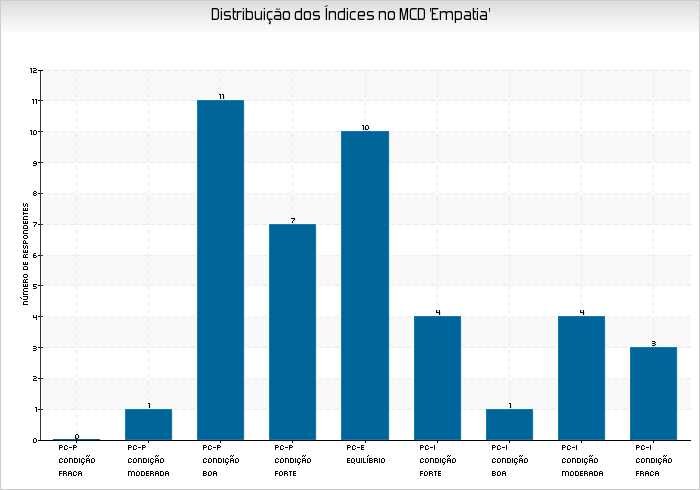 Distribuição dos Índices no MCD 'Empatia'
NÚMERO DE RESPONDENTES
12
11
10
9
8
7
6
5
4
3
2
1
0
0
1
11
7
10
4
1
4
3
PC-P
CONDIÇÃO
FRACA
PC-P
CONDIÇÃO
MODERADA
PC-P
CONDIÇÃO
BOA
PC-P
CONDIÇÃO
FORTE
PC-E
EQUILÍBRIO
PC-I
CONDIÇÃO
FORTE
PC-I
CONDIÇÃO
BOA
PC-I
CONDIÇÃO
MODERADA
PC-I
CONDIÇÃO
FRACA